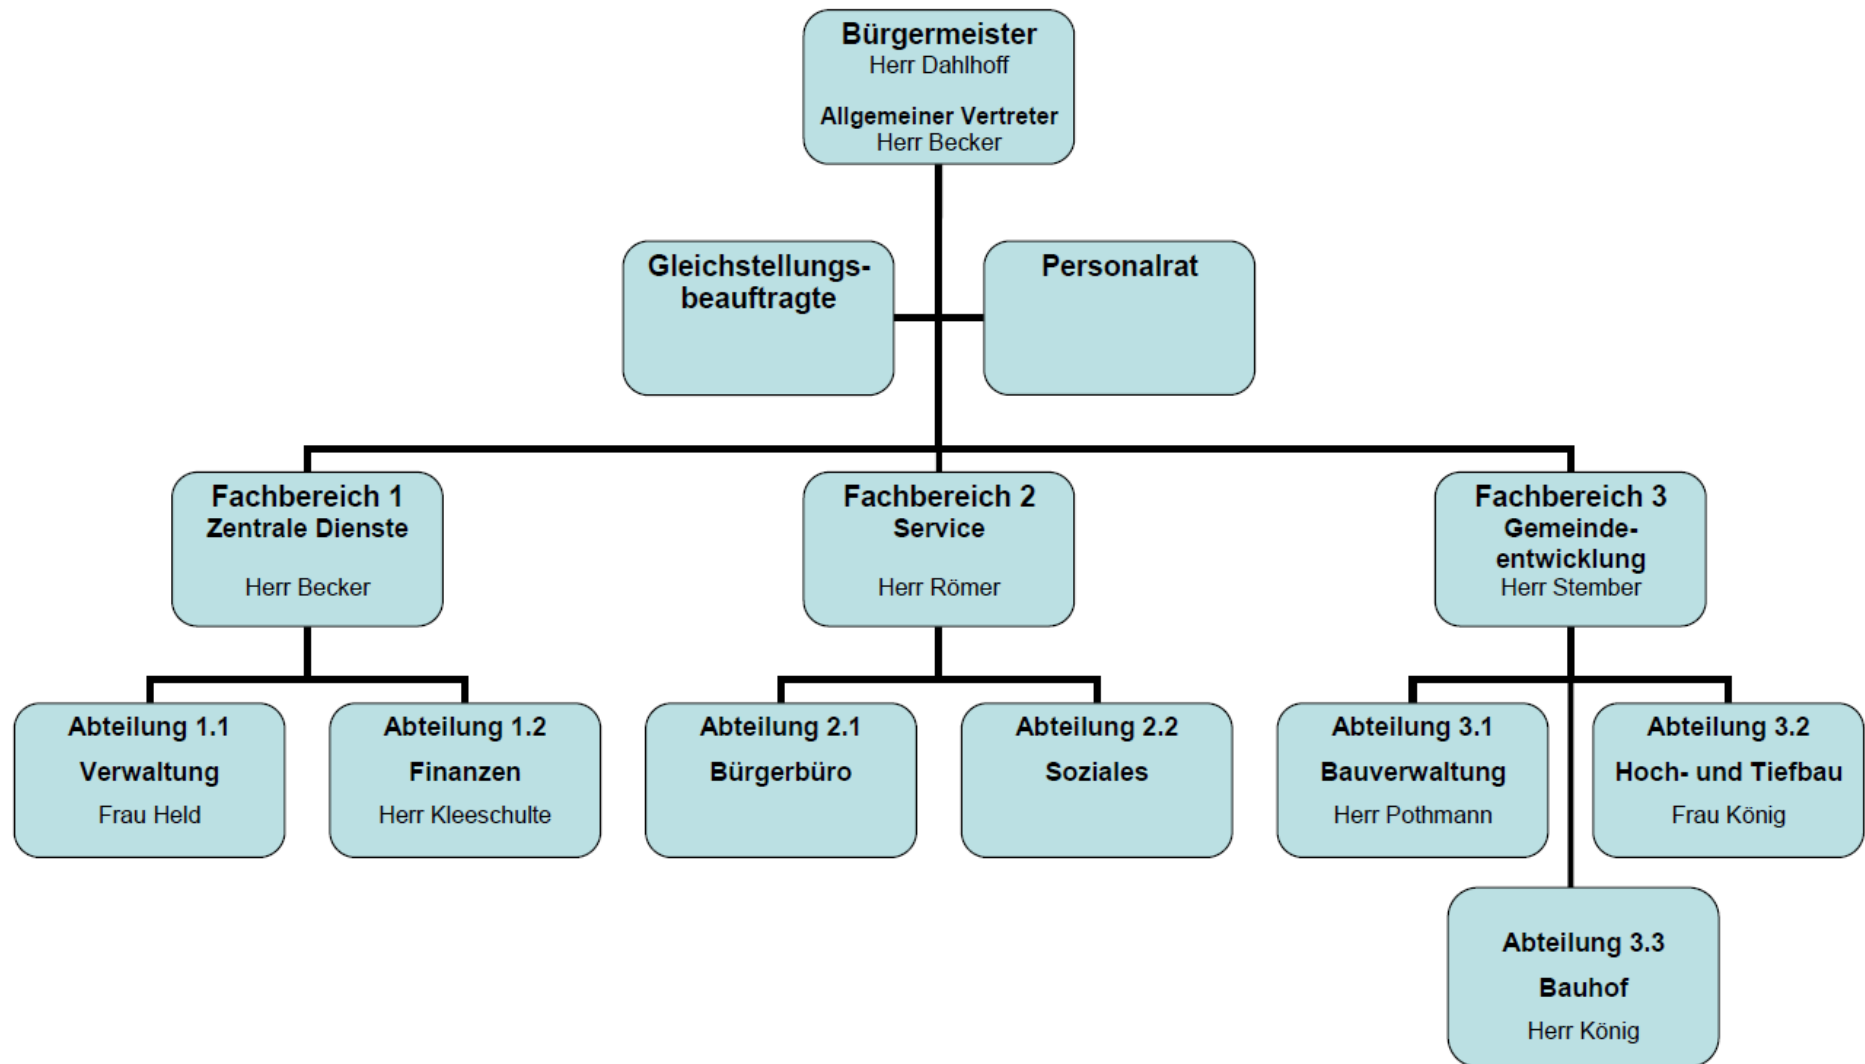 Bürgermeister
Herr Dahlhoff
Allgemeiner Vertreter
Herr Becker
Gleichstellungs-
beauftragte
Personalrat
Fachbereich 1
Zentrale Dienste
Herr Becker
Fachbereich 2
Service
Herr Römer
Fachbereich 3
Gemeinde-
entwicklung
Herr Stember
Abteilung 1.1
Verwaltung
Frau Held
Abteilung 1.2
Finanzen
Herr Kleeschulte
Abteilung 2.1
Bürgerbüro
Abteilung 2.2
Soziales
Abteilung 3.1
Bauverwaltung
Herr Pothmann
Abteilung 3.2
Hoch- und Tiefbau
Frau König
Abteilung 3.3
Bauhof
Herr König